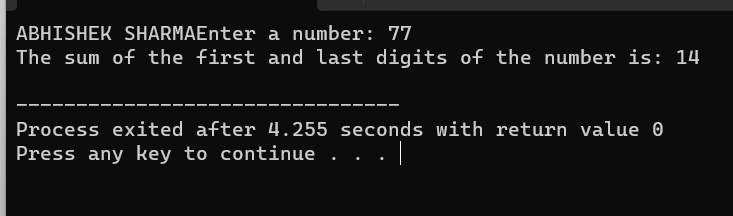 ABHISHEK SHARMAEnter a number: 77
The sum of the first and last digits of the number is: 14
--------------------------------
Process exited after 4.255 seconds with return value 0
Press any key to continue . . .